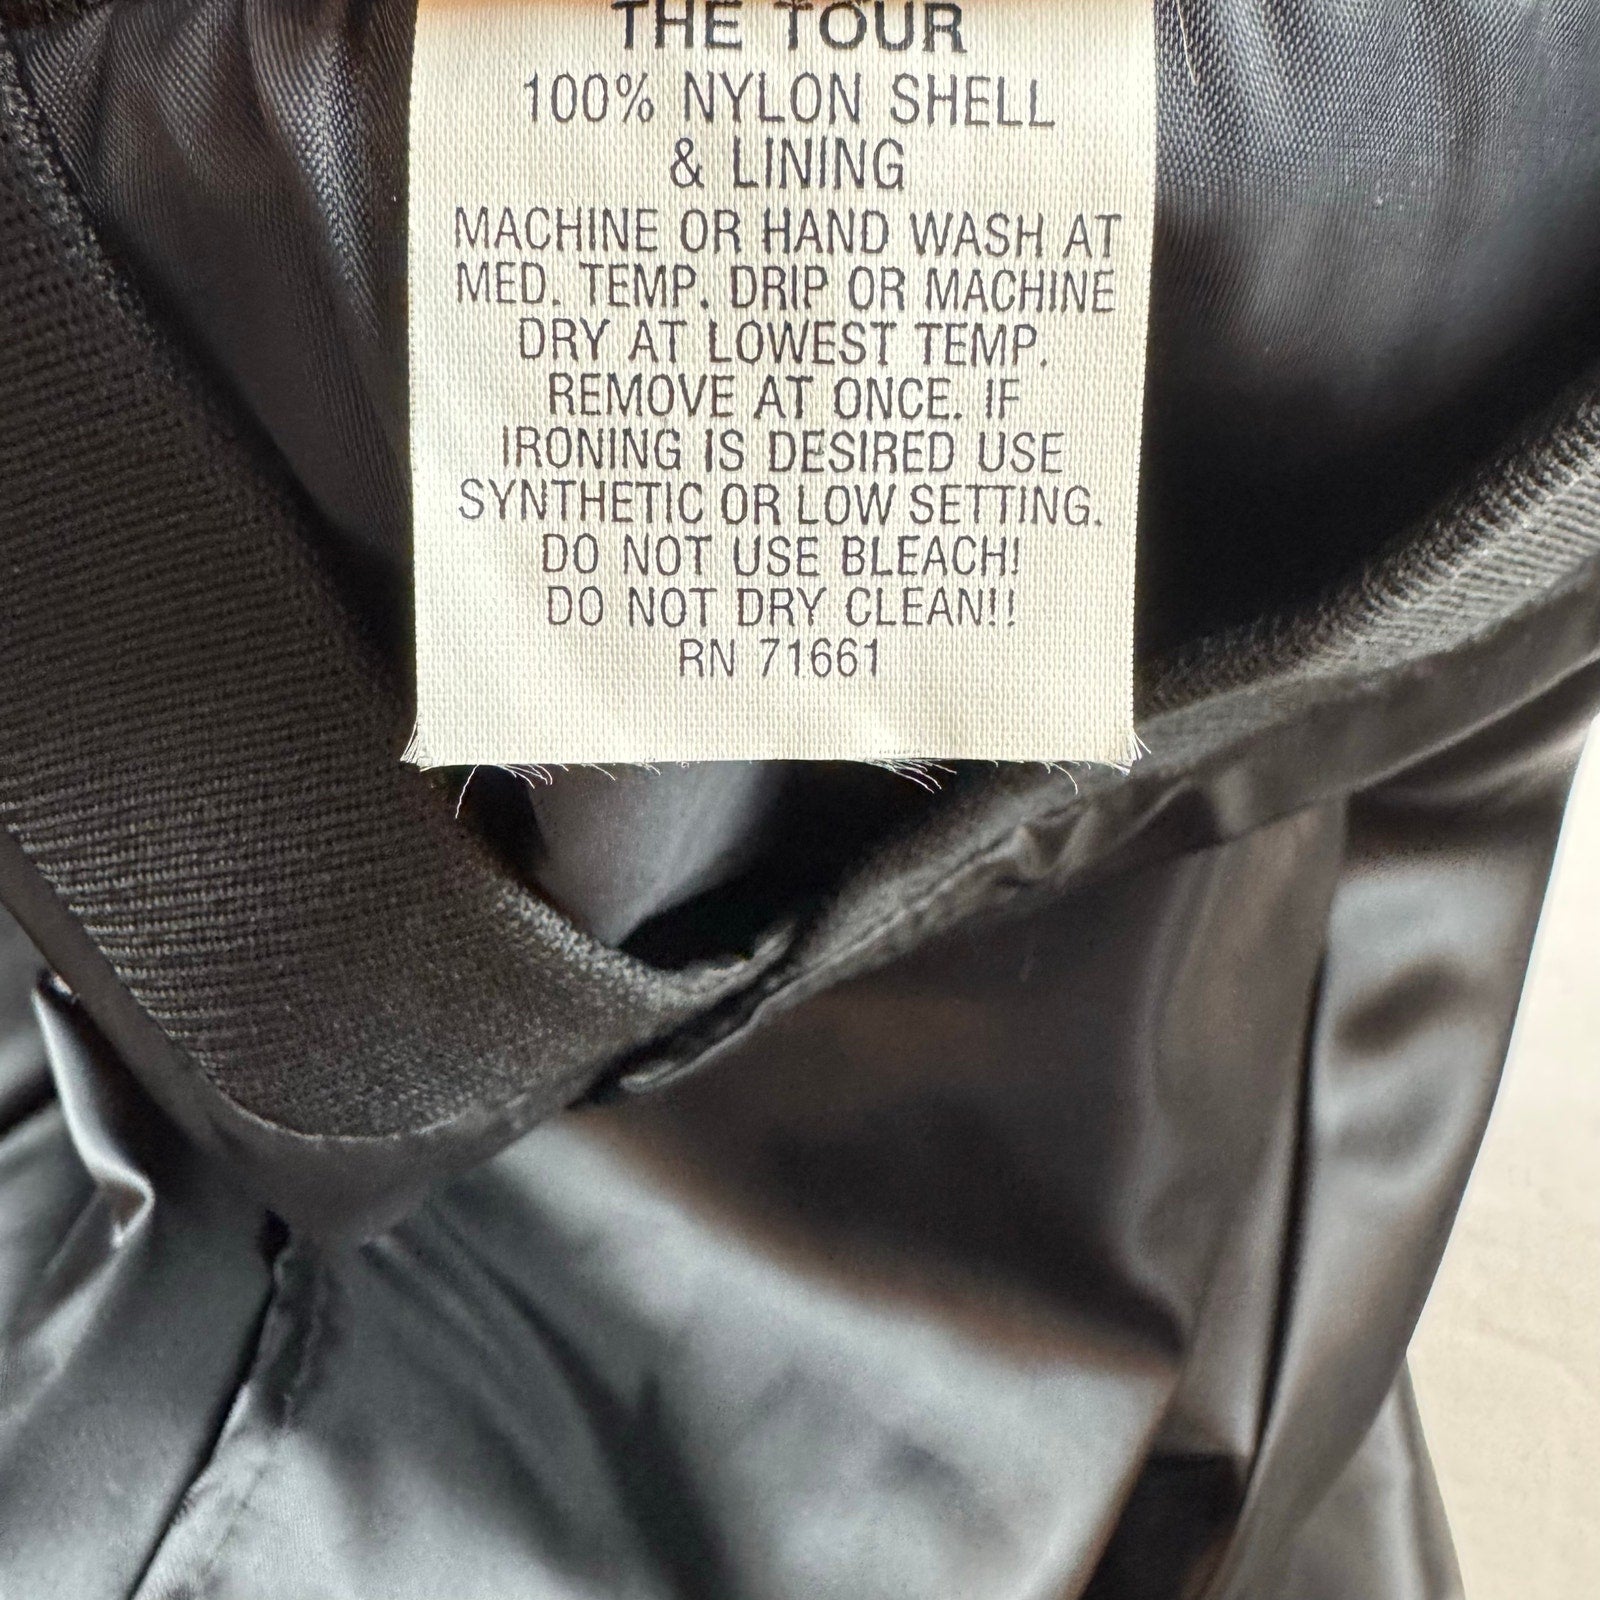 THE TOUR
100% NYLON SHELL
& LINING
MACHINE OR HAND WASH AT
MED. TEMP. DRIP OR MACHINE
DRY AT LOWEST TEMP.
REMOVE AT ONCE. IF
IRONING IS DESIRED USE
SYNTHETIC OR LOW SETTING.
DO NOT USE BLEACH!
DO NOT DRY CLEAN!!
RN 71661